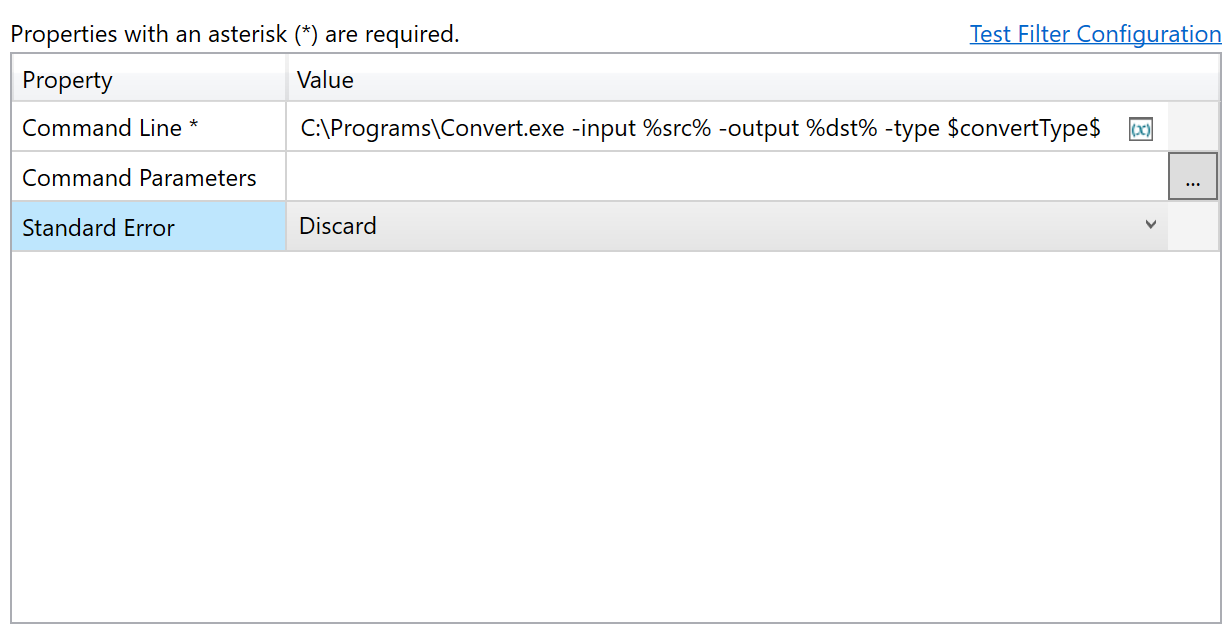 Properties with an asterisk (*) are required. Test Filter Configuration
Property Value
Command Line * C:\Programs\Convert.exe -input %src% -output %dst% -type $convertType$ (x)
Command Parameters ...
Standard Error Discard